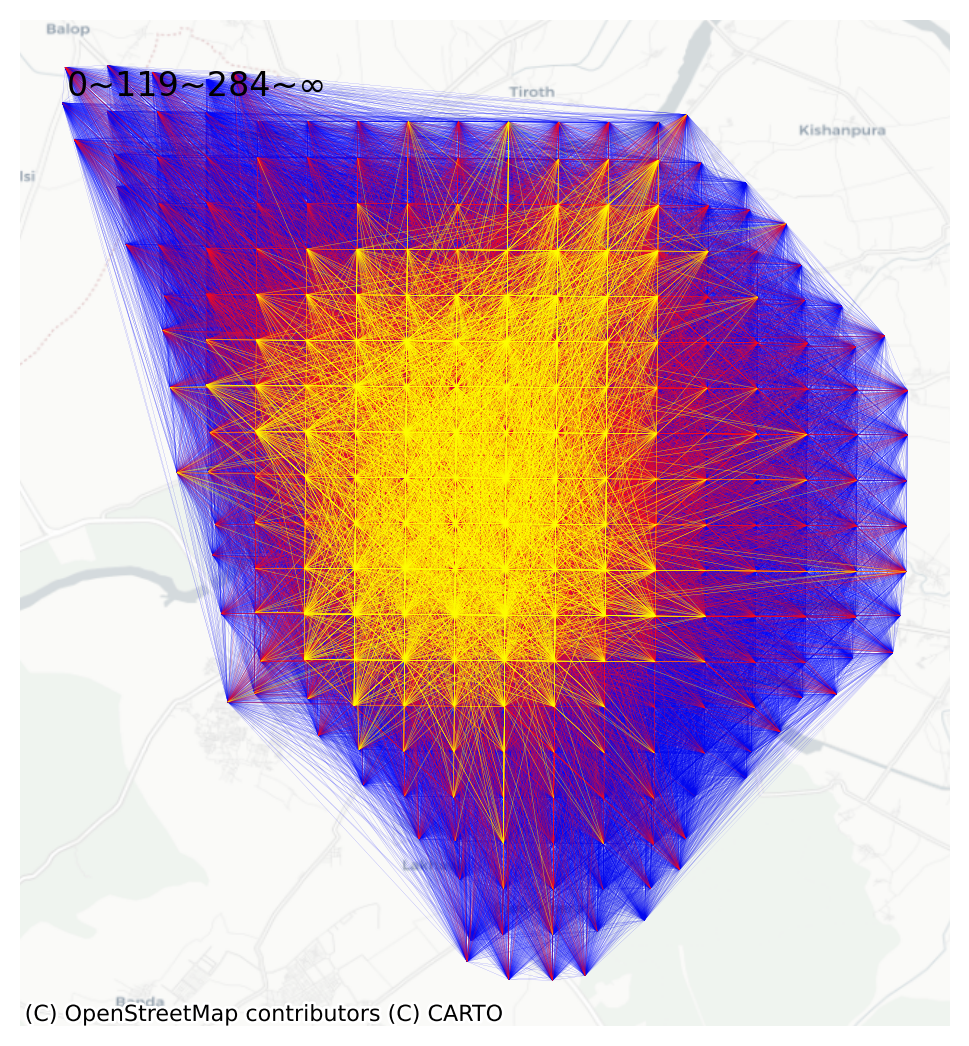 Balop
0~119~284~∞
Tiroth
Kishanpura
lsi
Banda
(C) OpenStreetMap contributors (C) CARTO